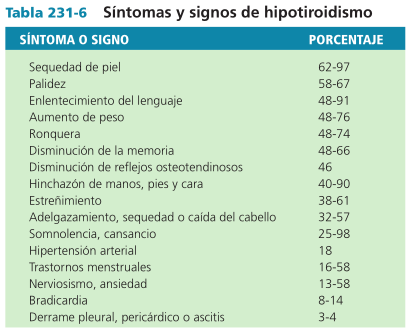 Tabla 231-6 Síntomas y signos de hipotiroidismo
SÍNTOMA O SIGNO PORCENTAJE
Sequedad de piel 62-97
Palidez 58-67
Enlentecimiento del lenguaje 48-91
Aumento de peso 48-76
Ronquera 48-74
Disminución de la memoria 48-66
Disminución de reflejos osteotendinosos 46
Hinchazón de manos, pies y cara 40-90
Estreñimiento 38-61
Adelgazamiento, sequedad o caída del cabello 32-57
Somnolencia, cansancio 25-98
Hipertensión arterial 18
Trastornos menstruales 16-58
Nerviosismo, ansiedad 13-58
Bradicardia 8-14
Derrame pleural, pericárdico o ascitis 3-4